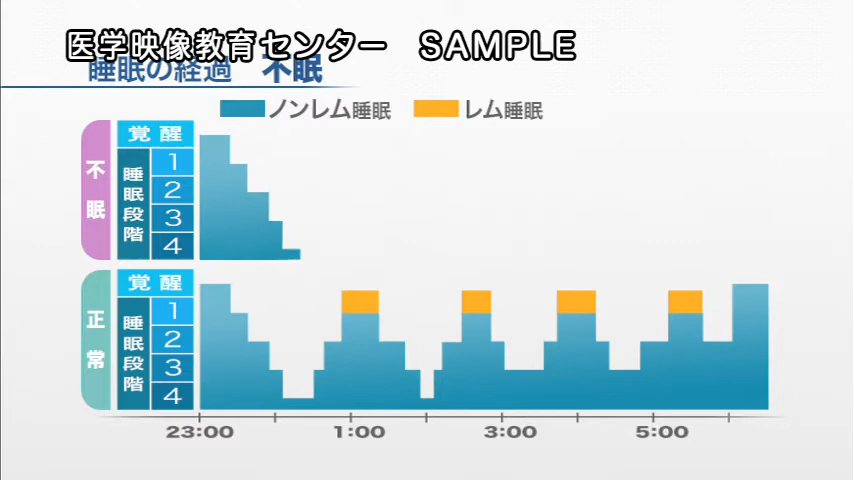 医学映像教育センター　SAMPLE
睡眠の経過　不眠
ノンレム睡眠　レム睡眠
不眠
覚醒
睡眠段階
1
2
3
4
正常
覚醒
睡眠段階
1
2
3
4
23:00　1:00　3:00　5:00